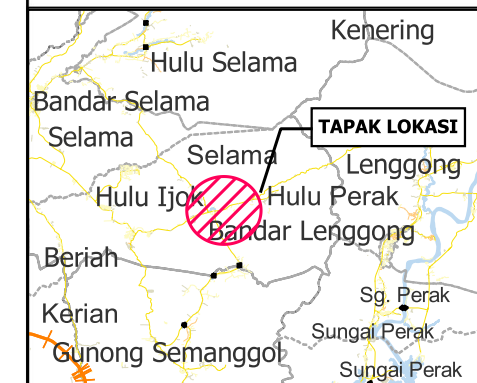 Kenering
Hulu Selama
Bandar Selama
TAPAK LOKASI
Selama
Selama
Lenggong
Hulu Ijok
Hulu Perak
Bandar Lenggong
Beriah
Sg. Perak
Kerian
Sungai Perak
Gunong Semanggol
Sungai Perak